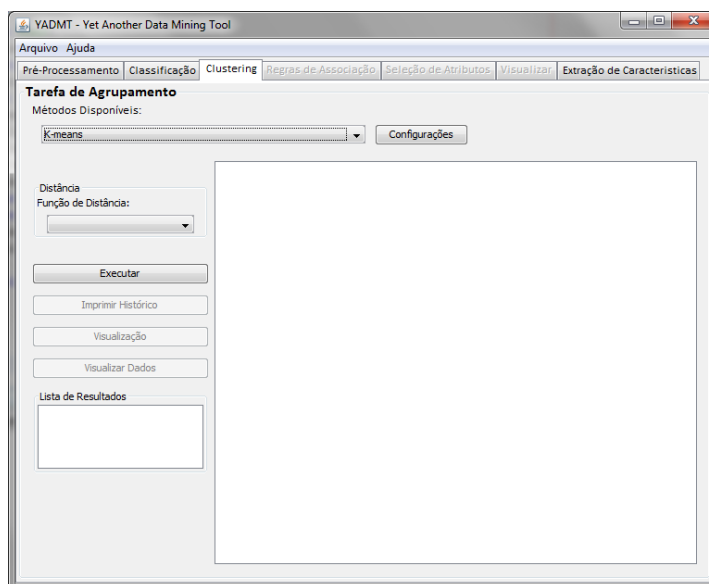 YADMT - Yet Another Data Mining Tool
Arquivo Ajuda
Pré-Processamento Classificação Clustering Regras de Associação Seleção de Atributos Visualizar Extração de Caracteristicas
Tarefa de Agrupamento
Métodos Disponíveis:
K-means Configurações
Distância
Função de Distância:
Executar
Imprimir Histórico
Visualização
Visualizar Dados
Lista de Resultados